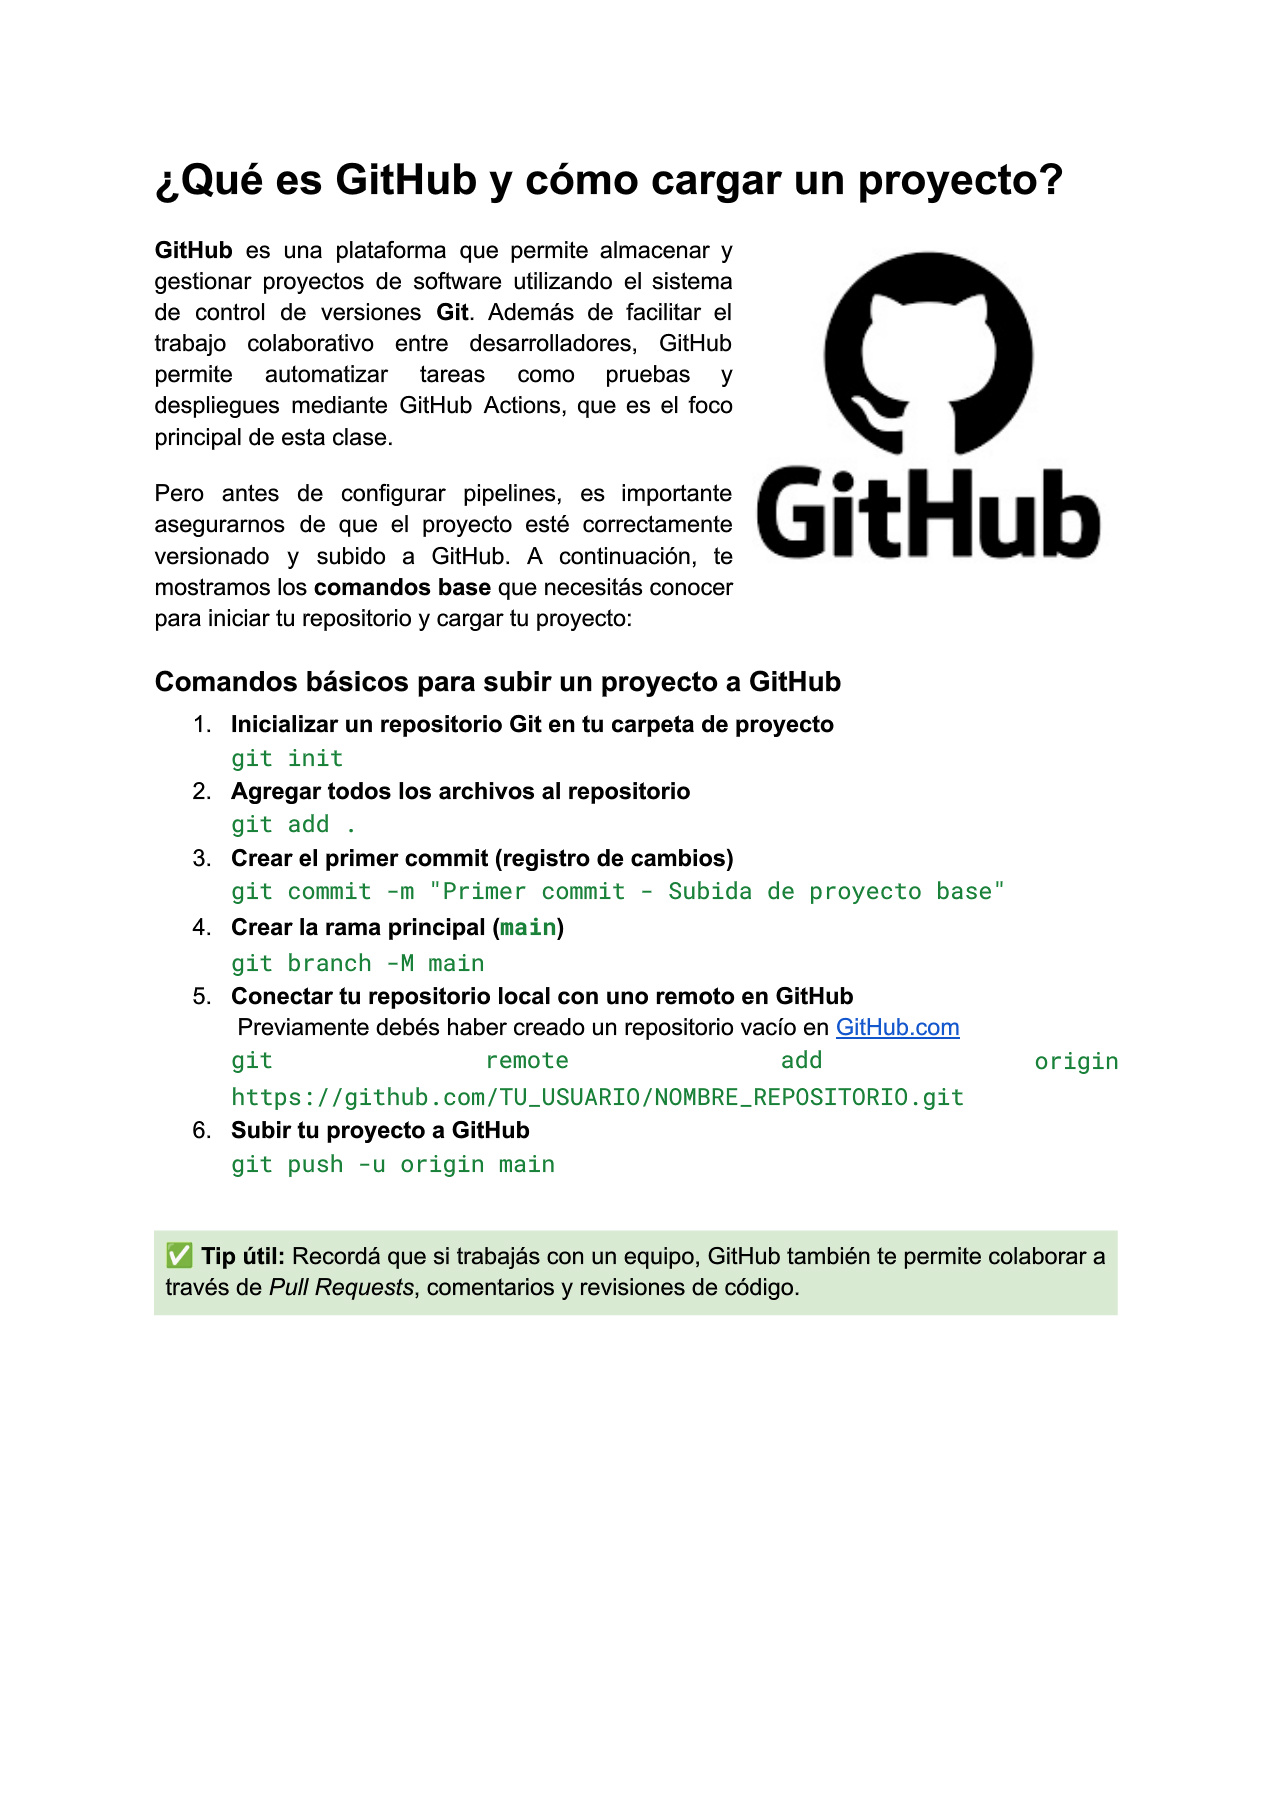 ¿Qué es GitHub y cómo cargar un proyecto?
GitHub es una plataforma que permite almacenar y
gestionar proyectos de software utilizando el sistema
de control de versiones Git. Además de facilitar el
trabajo colaborativo entre desarrolladores, GitHub
permite automatizar tareas como pruebas y
despliegues mediante GitHub Actions, que es el foco
principal de esta clase.
Pero antes de configurar pipelines, es importante
asegurarnos de que el proyecto esté correctamente
versionado y subido a GitHub. A continuación, te
mostramos los comandos base que necesitás conocer
para iniciar tu repositorio y cargar tu proyecto:
GitHub
Comandos básicos para subir un proyecto a GitHub
1. Inicializar un repositorio Git en tu carpeta de proyecto
git init
2. Agregar todos los archivos al repositorio
git add .
3. Crear el primer commit (registro de cambios)
git commit -m "Primer commit - Subida de proyecto base"
4. Crear la rama principal (main)
git branch -M main
5. Conectar tu repositorio local con uno remoto en GitHub
Previamente debés haber creado un repositorio vacío en GitHub.com
git remote add origin
https://github.com/TU_USUARIO/NOMBRE_REPOSITORIO.git
6. Subir tu proyecto a GitHub
git push -u origin main
✅ Tip útil: Recordá que si trabajás con un equipo, GitHub también te permite colaborar a
través de Pull Requests, comentarios y revisiones de código.